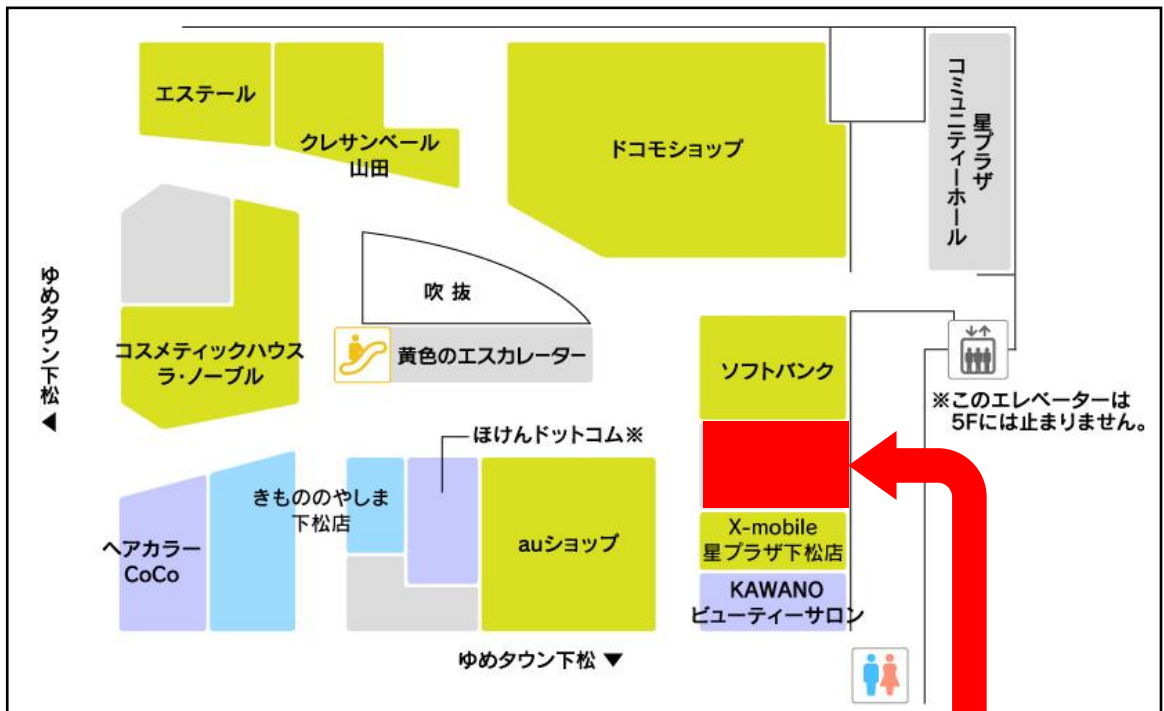 エステール
クレサンベール
山田
ドコモショップ
星プラザ
コミュニティーホール
ゆめタウン下松 ◀
吹 抜
コスメティックハウス
ラ・ノーブル
黄色のエスカレーター
ソフトバンク
※このエレベーターは
5Fには止まりません。
ほけんドットコム※
きもののやしま
下松店
ヘアカラー
CoCo
auショップ
X-mobile
星プラザ下松店
KAWANO
ビューティーサロン
ゆめタウン下松 ▼